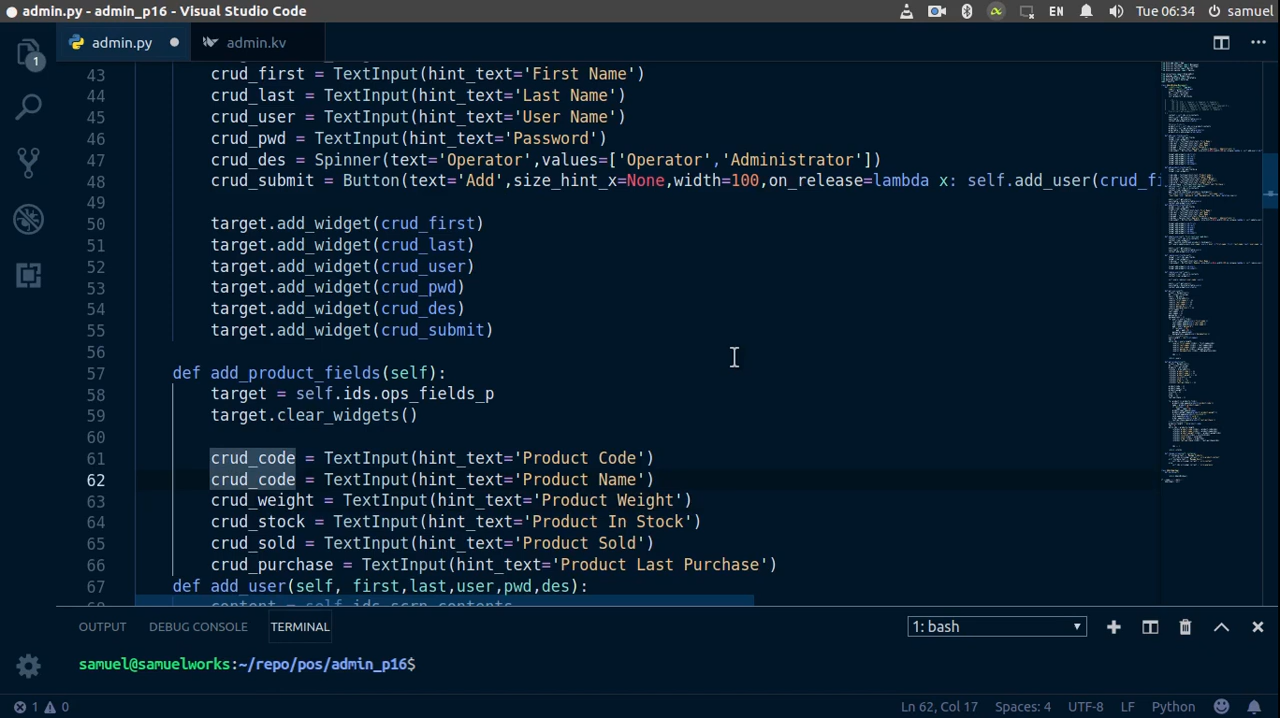 admin.py - admin_p16 - Visual Studio Code
EN
Tue 06:34
samuel
1
admin.py
admin.kv
43 crud_first = TextInput(hint_text='First Name')
44 crud_last = TextInput(hint_text='Last Name')
45 crud_user = TextInput(hint_text='User Name')
46 crud_pwd = TextInput(hint_text='Password')
47 crud_des = Spinner(text='Operator',values=['Operator','Administrator'])
48 crud_submit = Button(text='Add',size_hint_x=None,width=100,on_release=lambda x: self.add_user(crud_fi
49
50 target.add_widget(crud_first)
51 target.add_widget(crud_last)
52 target.add_widget(crud_user)
53 target.add_widget(crud_pwd)
54 target.add_widget(crud_des)
55 target.add_widget(crud_submit)
56
57 def add_product_fields(self):
58 target = self.ids.ops_fields_p
59 target.clear_widgets()
60
61 crud_code = TextInput(hint_text='Product Code')
62 crud_code = TextInput(hint_text='Product Name')
63 crud_weight = TextInput(hint_text='Product Weight')
64 crud_stock = TextInput(hint_text='Product In Stock')
65 crud_sold = TextInput(hint_text='Product Sold')
66 crud_purchase = TextInput(hint_text='Product Last Purchase')
67 def add_user(self, first,last,user,pwd,des):
68 content = self.ids.scrn_contents
OUTPUT
DEBUG CONSOLE
TERMINAL
1: bash
samuel@samuelworks:~/repo/pos/admin_p16$
1
0
Ln 62, Col 17
Spaces: 4
UTF-8
LF
Python